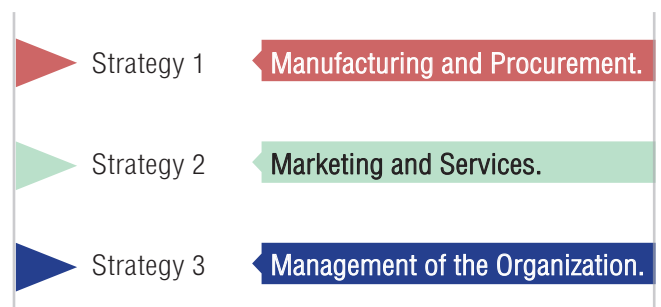 Strategy 1 Manufacturing and Procurement.
Strategy 2 Marketing and Services.
Strategy 3 Management of the Organization.